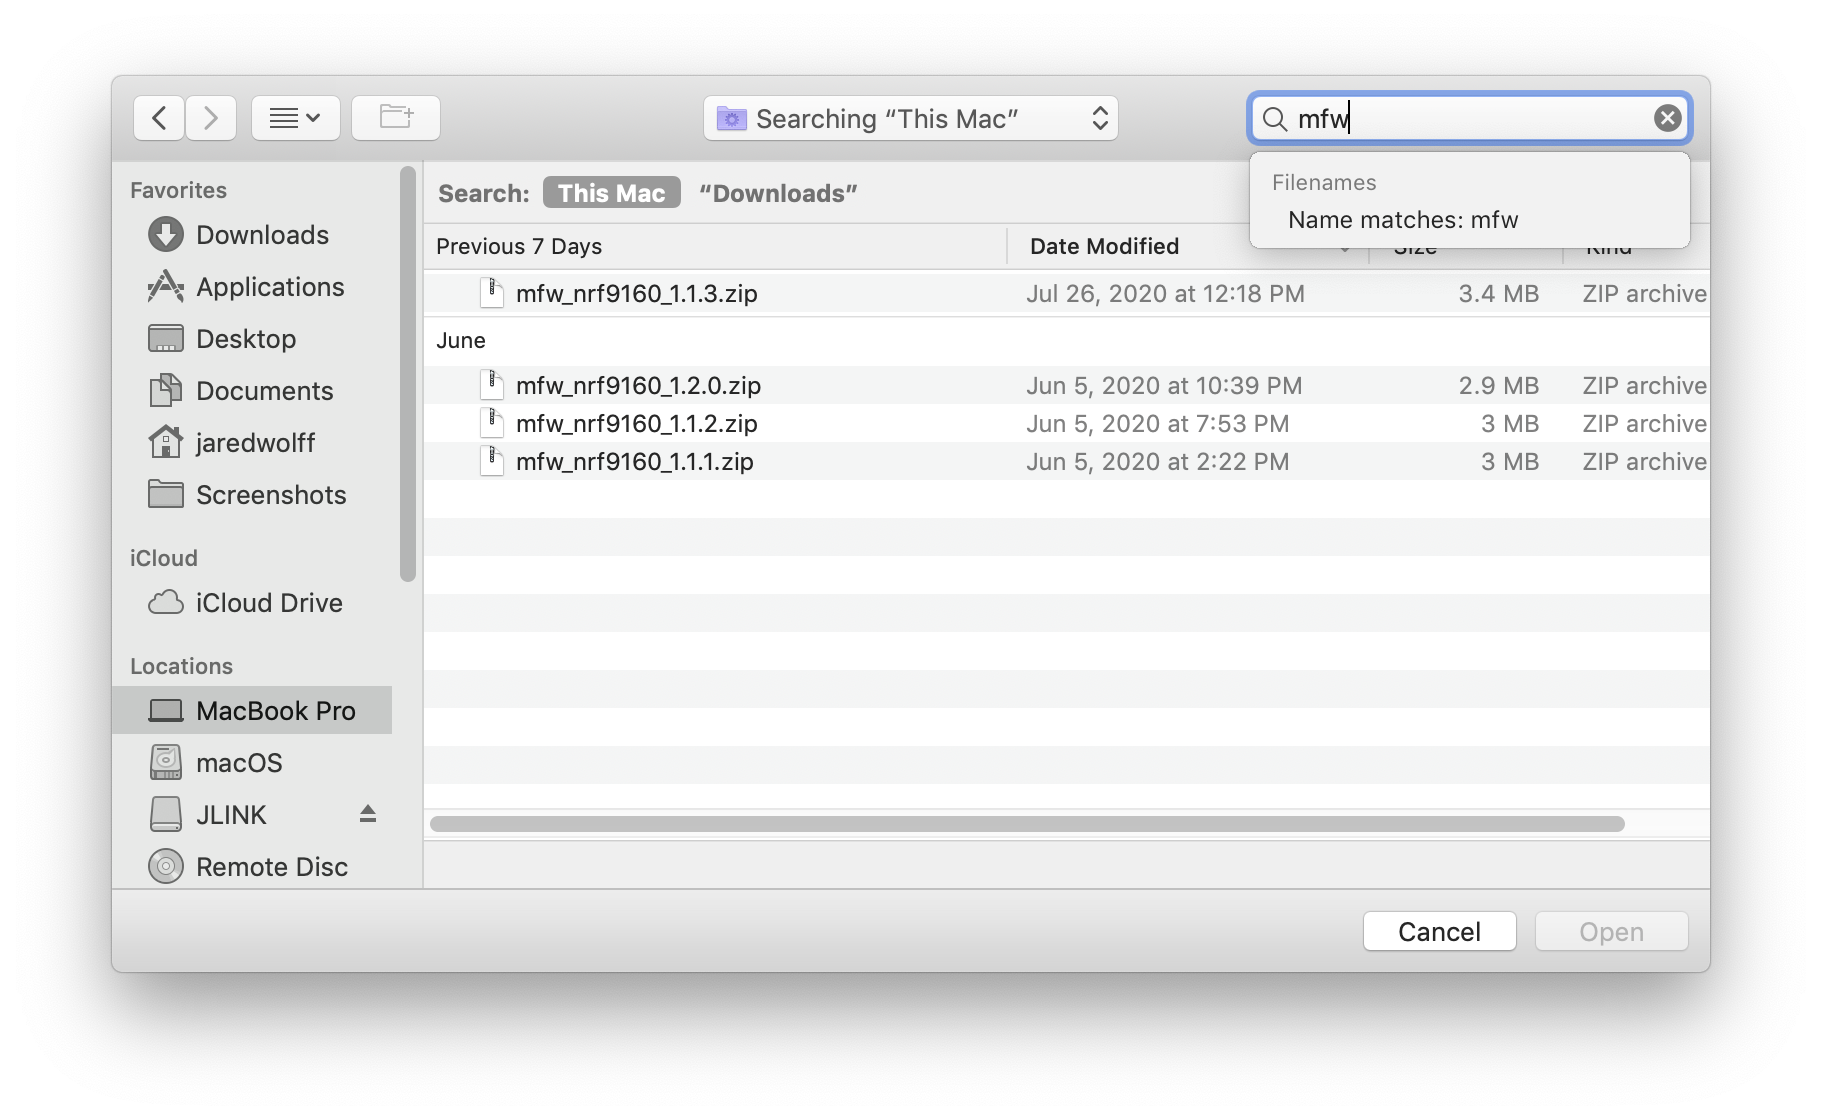 Searching “This Mac”
mfw
Filenames
Name matches: mfw
Search: This Mac “Downloads”
Previous 7 Days Date Modified Size Kind
mfw_nrf9160_1.1.3.zip Jul 26, 2020 at 12:18 PM 3.4 MB ZIP archive
June
mfw_nrf9160_1.2.0.zip Jun 5, 2020 at 10:39 PM 2.9 MB ZIP archive
mfw_nrf9160_1.1.2.zip Jun 5, 2020 at 7:53 PM 3 MB ZIP archive
mfw_nrf9160_1.1.1.zip Jun 5, 2020 at 2:22 PM 3 MB ZIP archive
Favorites
Downloads
Applications
Desktop
Documents
jaredwolff
Screenshots
iCloud
iCloud Drive
Locations
MacBook Pro
macOS
JLINK
Remote Disc
Cancel Open